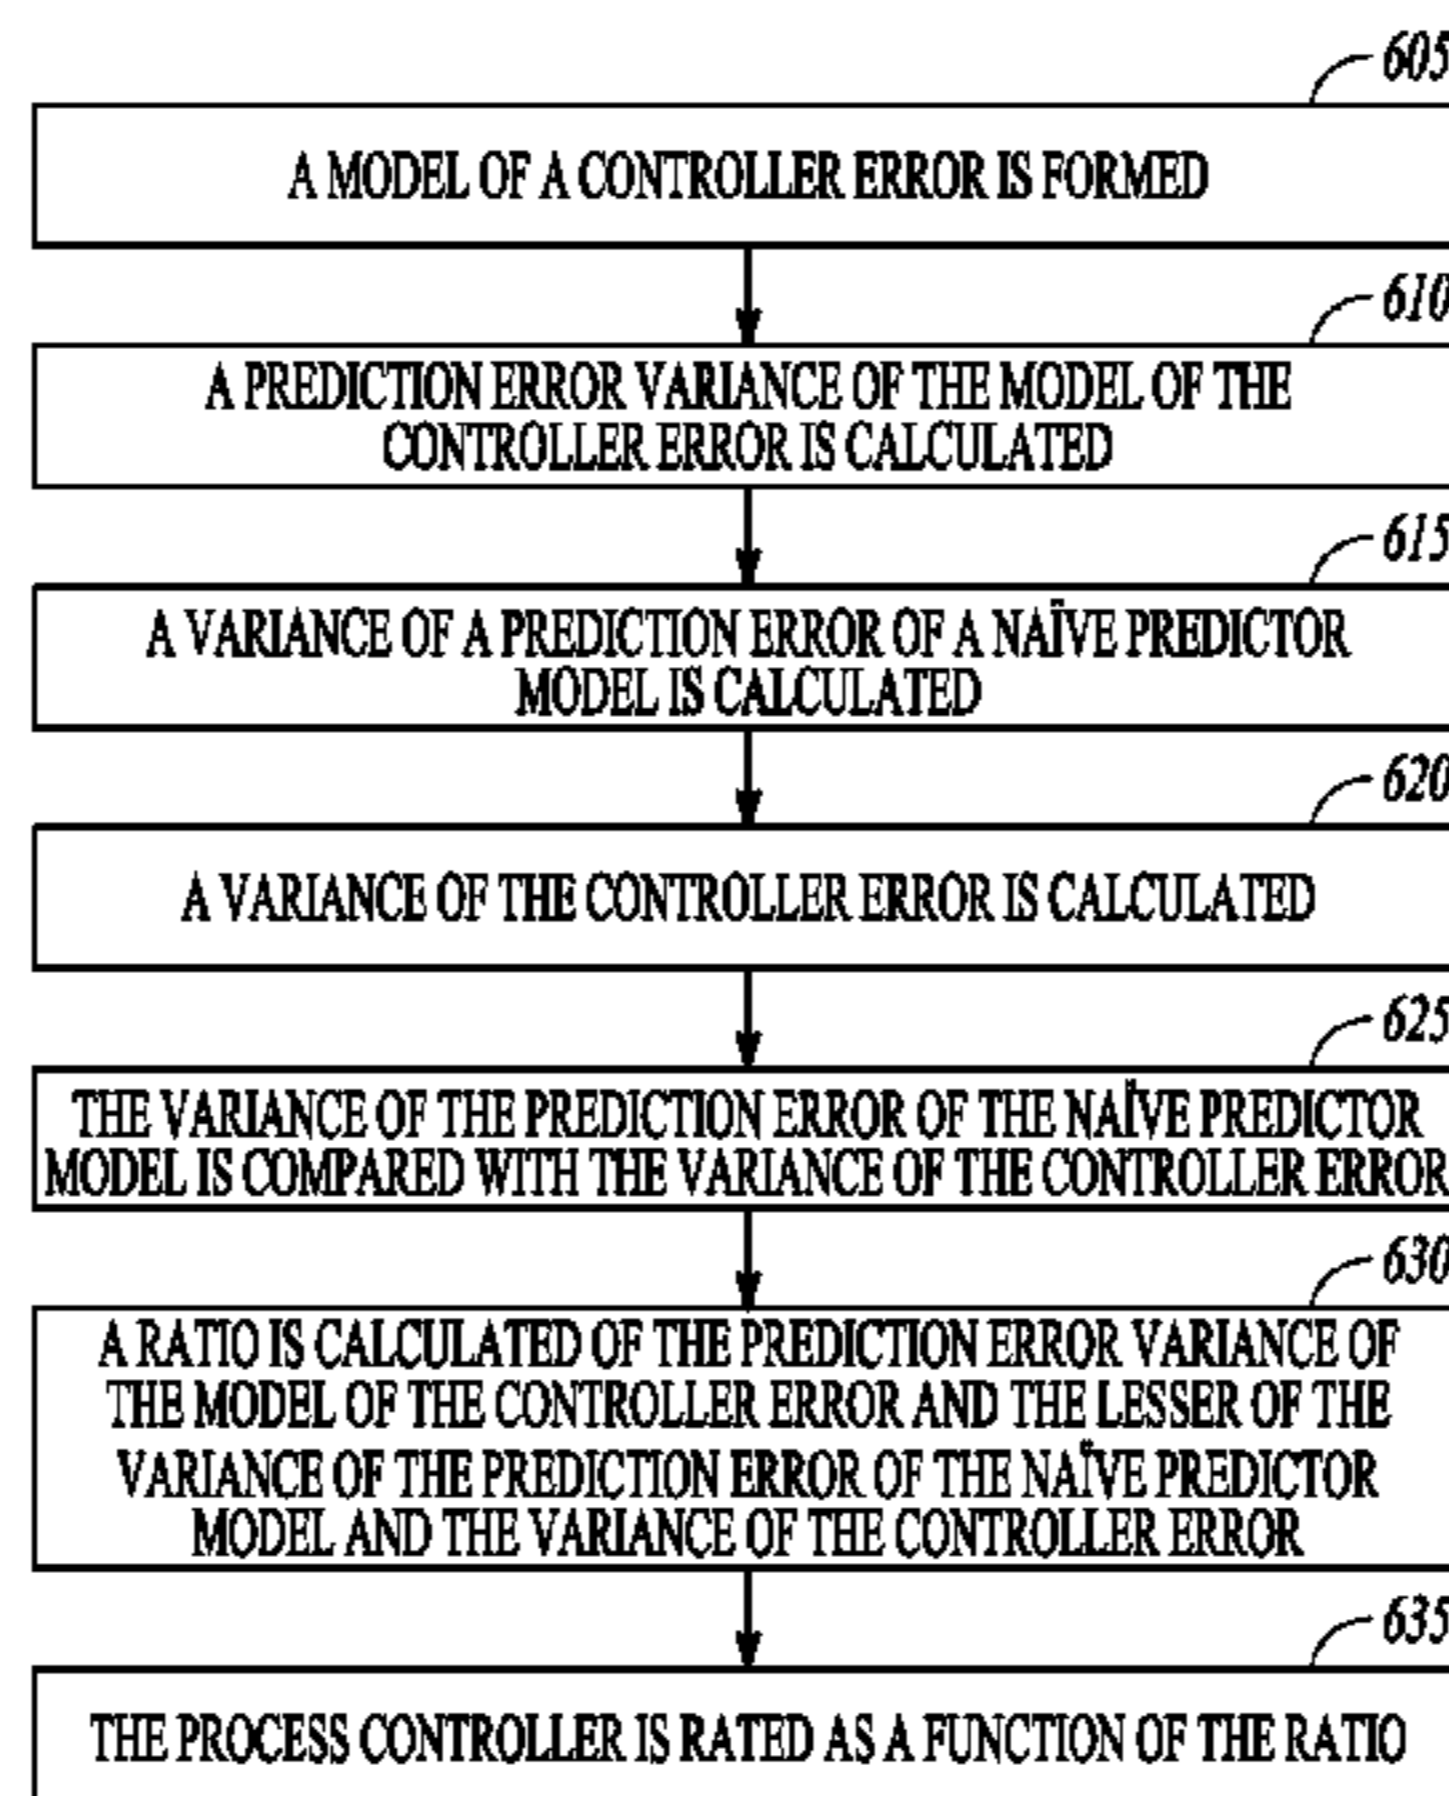 605
A MODEL OF A CONTROLLER ERROR IS FORMED
610
A PREDICTION ERROR VARIANCE OF THE MODEL OF THE
CONTROLLER ERROR IS CALCULATED
615
A VARIANCE OF A PREDICTION ERROR OF A NAÏVE PREDICTOR
MODEL IS CALCULATED
620
A VARIANCE OF THE CONTROLLER ERROR IS CALCULATED
625
THE VARIANCE OF THE PREDICTION ERROR OF THE NAÏVE PREDICTOR
MODEL IS COMPARED WITH THE VARIANCE OF THE CONTROLLER ERROR
630
A RATIO IS CALCULATED OF THE PREDICTION ERROR VARIANCE OF
THE MODEL OF THE CONTROLLER ERROR AND THE LESSER OF THE
VARIANCE OF THE PREDICTION ERROR OF THE NAÏVE PREDICTOR
MODEL AND THE VARIANCE OF THE CONTROLLER ERROR
635
THE PROCESS CONTROLLER IS RATED AS A FUNCTION OF THE RATIO